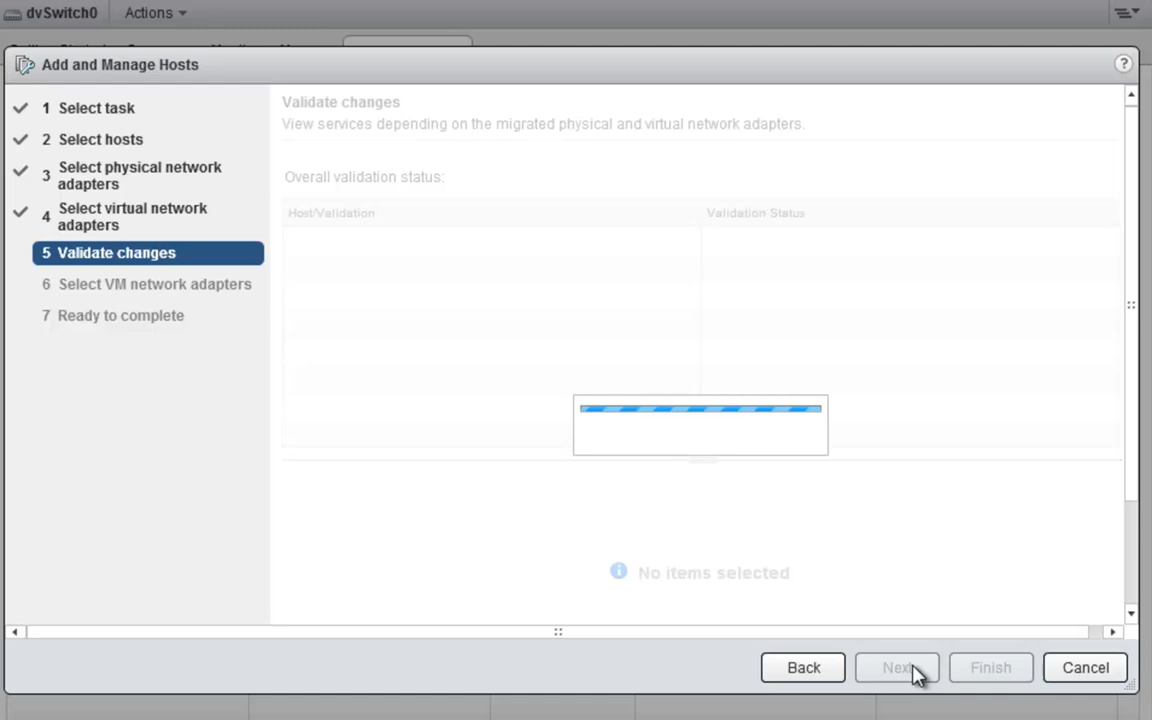 dvSwitch0 Actions
Add and Manage Hosts
1 Select task
2 Select hosts
3 Select physical network
adapters
4 Select virtual network
adapters
5 Validate changes
6 Select VM network adapters
7 Ready to complete
Validate changes
View services depending on the migrated physical and virtual network adapters.
Overall validation status:
Host/Validation Validation Status
No items selected
Back Next Finish Cancel